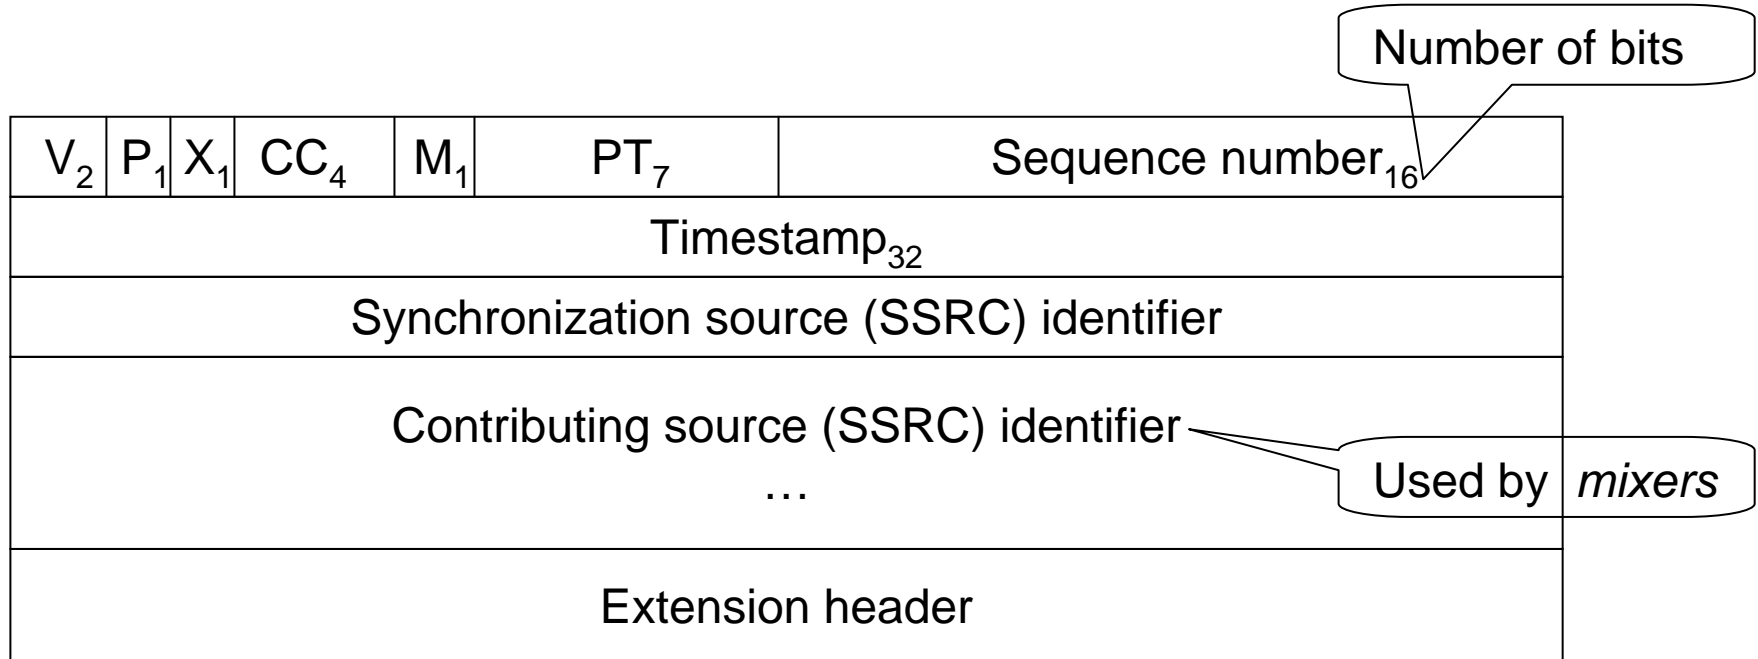 Number of bits
V2 P1 X1 CC4 M1 PT7 Sequence number16
Timestamp32
Synchronization source (SSRC) identifier
Contributing source (SSRC) identifier
Used by mixers
…
Extension header